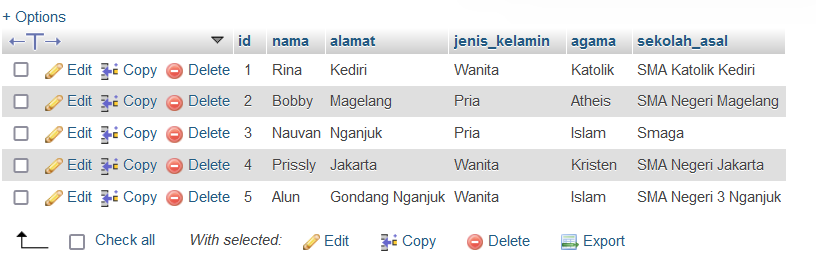 + Options
id nama alamat jenis_kelamin agama sekolah_asal
Edit Copy Delete 1 Rina Kediri Wanita Katolik SMA Katolik Kediri
Edit Copy Delete 2 Bobby Magelang Pria Atheis SMA Negeri Magelang
Edit Copy Delete 3 Nauvan Nganjuk Pria Islam Smaga
Edit Copy Delete 4 Prissly Jakarta Wanita Kristen SMA Negeri Jakarta
Edit Copy Delete 5 Alun Gondang Nganjuk Wanita Islam SMA Negeri 3 Nganjuk
Check all With selected: Edit Copy Delete Export